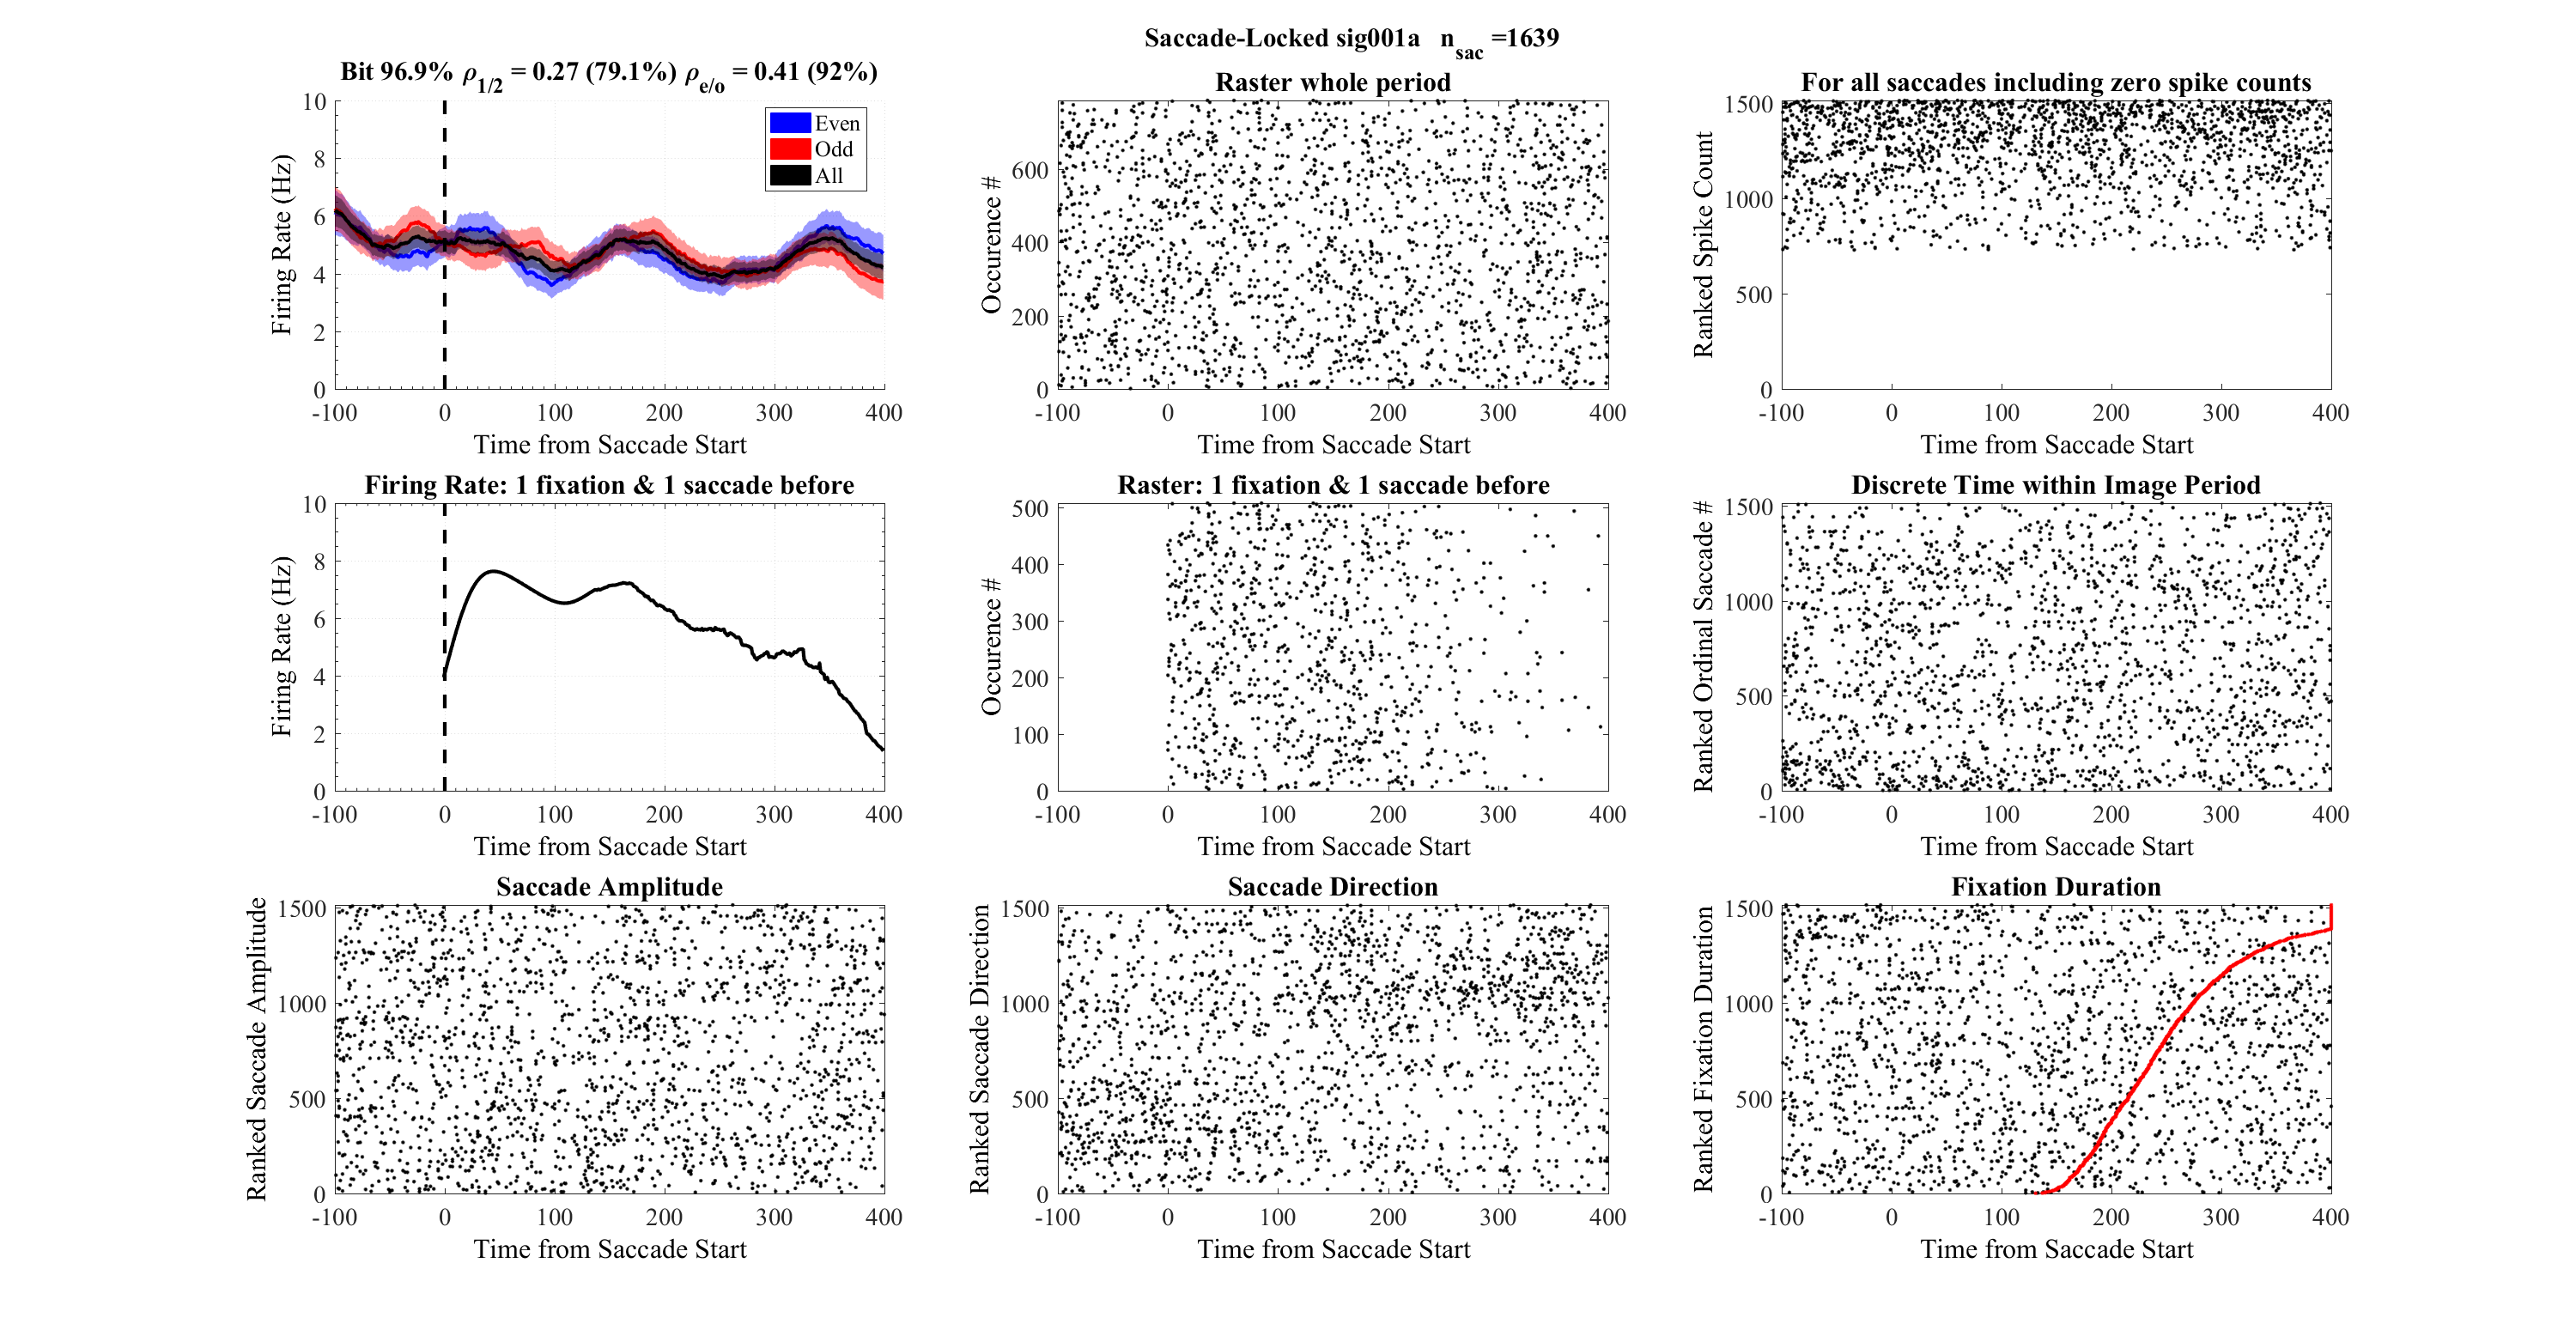 Saccade-Locked sig001a n_sac =1639
Bit 96.9% ρ_1/2 = 0.27 (79.1%) ρ_e/o = 0.41 (92%)
Firing Rate (Hz)
10
8
6
4
2
0
Even
Odd
All
-100 0 100 200 300 400
Time from Saccade Start
Raster whole period
Occurence #
600
400
200
0
-100 0 100 200 300 400
Time from Saccade Start
For all saccades including zero spike counts
Ranked Spike Count
1500
1000
500
0
-100 0 100 200 300 400
Time from Saccade Start
Firing Rate: 1 fixation & 1 saccade before
Firing Rate (Hz)
10
8
6
4
2
0
-100 0 100 200 300 400
Time from Saccade Start
Raster: 1 fixation & 1 saccade before
Occurence #
500
400
300
200
100
0
-100 0 100 200 300 400
Time from Saccade Start
Discrete Time within Image Period
Ranked Ordinal Saccade #
1500
1000
500
0
-100 0 100 200 300 400
Time from Saccade Start
Saccade Amplitude
Ranked Saccade Amplitude
1500
1000
500
0
-100 0 100 200 300 400
Time from Saccade Start
Saccade Direction
Ranked Saccade Direction
1500
1000
500
0
-100 0 100 200 300 400
Time from Saccade Start
Fixation Duration
Ranked Fixation Duration
1500
1000
500
0
-100 0 100 200 300 400
Time from Saccade Start